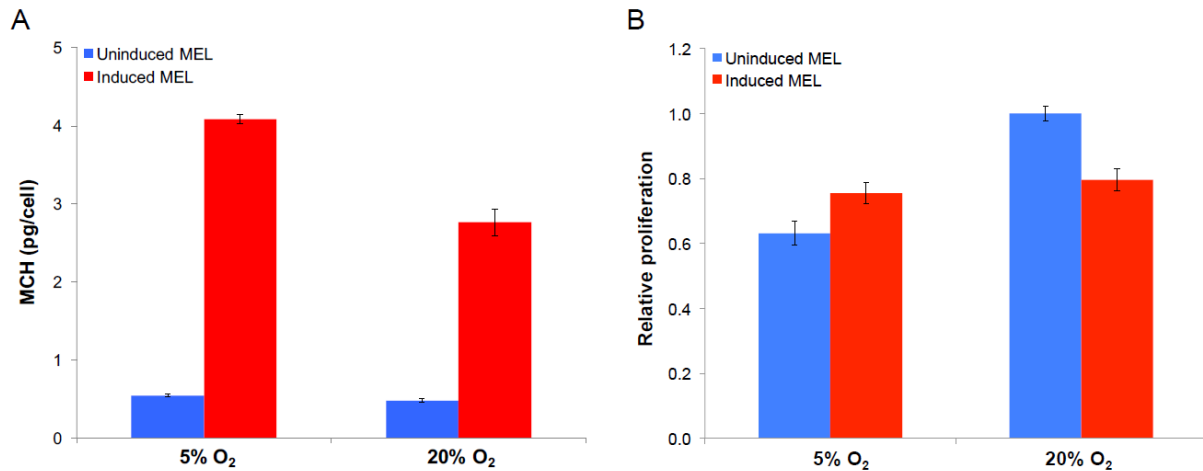 A
MCH (pg/cell)
5
4
3
2
1
0
Uninduced MEL
Induced MEL
5% O₂
20% O₂
B
Relative proliferation
1.2
1.0
0.8
0.6
0.4
0.2
0.0
Uninduced MEL
Induced MEL
5% O₂
20% O₂